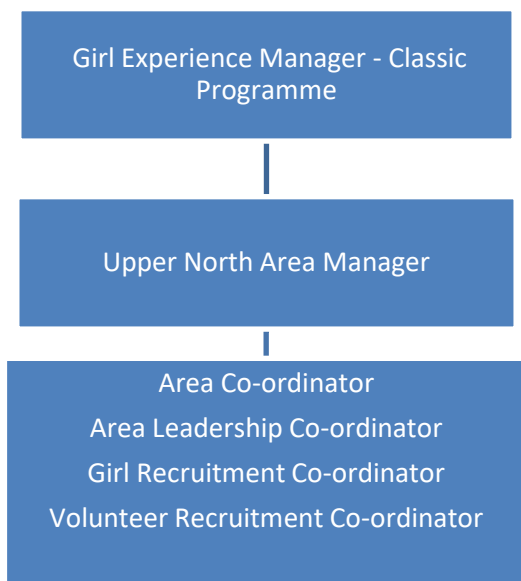 Girl Experience Manager - Classic
Programme
Upper North Area Manager
Area Co-ordinator
Area Leadership Co-ordinator
Girl Recruitment Co-ordinator
Volunteer Recruitment Co-ordinator